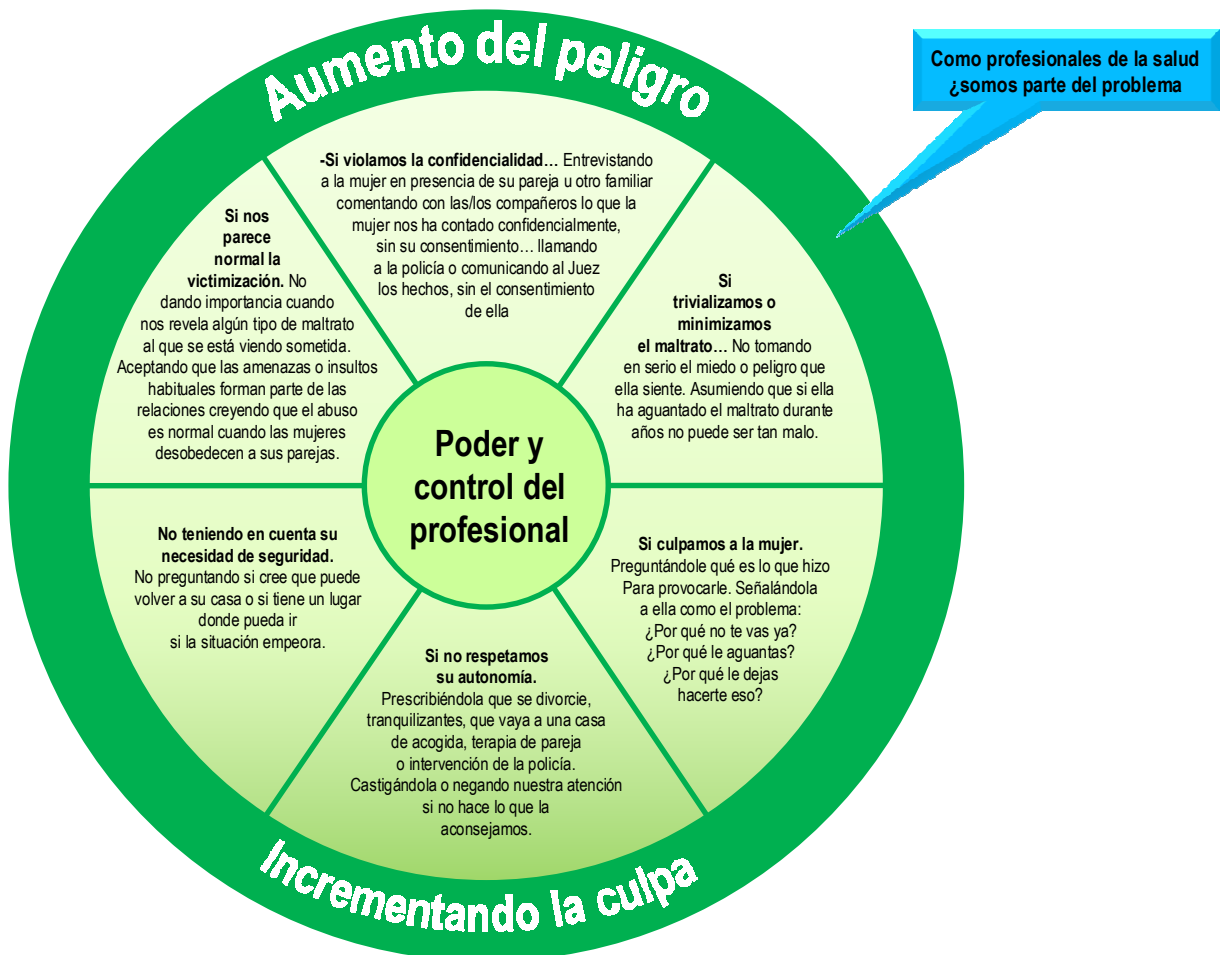 Aumento del peligro
Como profesionales de la salud
¿somos parte del problema
-Si violamos la confidencialidad… Entrevistando
a la mujer en presencia de su pareja u otro familiar
comentando con las/los compañeros lo que la
mujer nos ha contado confidencialmente,
sin su consentimiento… llamando
a la policía o comunicando al Juez
los hechos, sin el consentimiento
de ella
Si
trivializamos o
minimizamos
el maltrato… No tomando
en serio el miedo o peligro que
ella siente. Asumiendo que si ella
ha aguantado el maltrato durante
años no puede ser tan malo.
Si culpamos a la mujer.
Preguntándole qué es lo que hizo
Para provocarle. Señalándola
a ella como el problema:
¿Por qué no te vas ya?
¿Por qué le aguantas?
¿Por qué le dejas
hacerte eso?
Si no respetamos
su autonomía.
Prescribiéndola que se divorcie,
tranquilizantes, que vaya a una casa
de acogida, terapia de pareja
o intervención de la policía.
Castigándola o negando nuestra atención
si no hace lo que la
aconsejamos.
No teniendo en cuenta su
necesidad de seguridad.
No preguntando si cree que puede
volver a su casa o si tiene un lugar
donde pueda ir
si la situación empeora.
Si nos
parece
normal la
victimización. No
dando importancia cuando
nos revela algún tipo de maltrato
al que se está viendo sometida.
Aceptando que las amenazas o insultos
habituales forman parte de las
relaciones creyendo que el abuso
es normal cuando las mujeres
desobedecen a sus parejas.
Poder y
control del
profesional
Incrementando la culpa